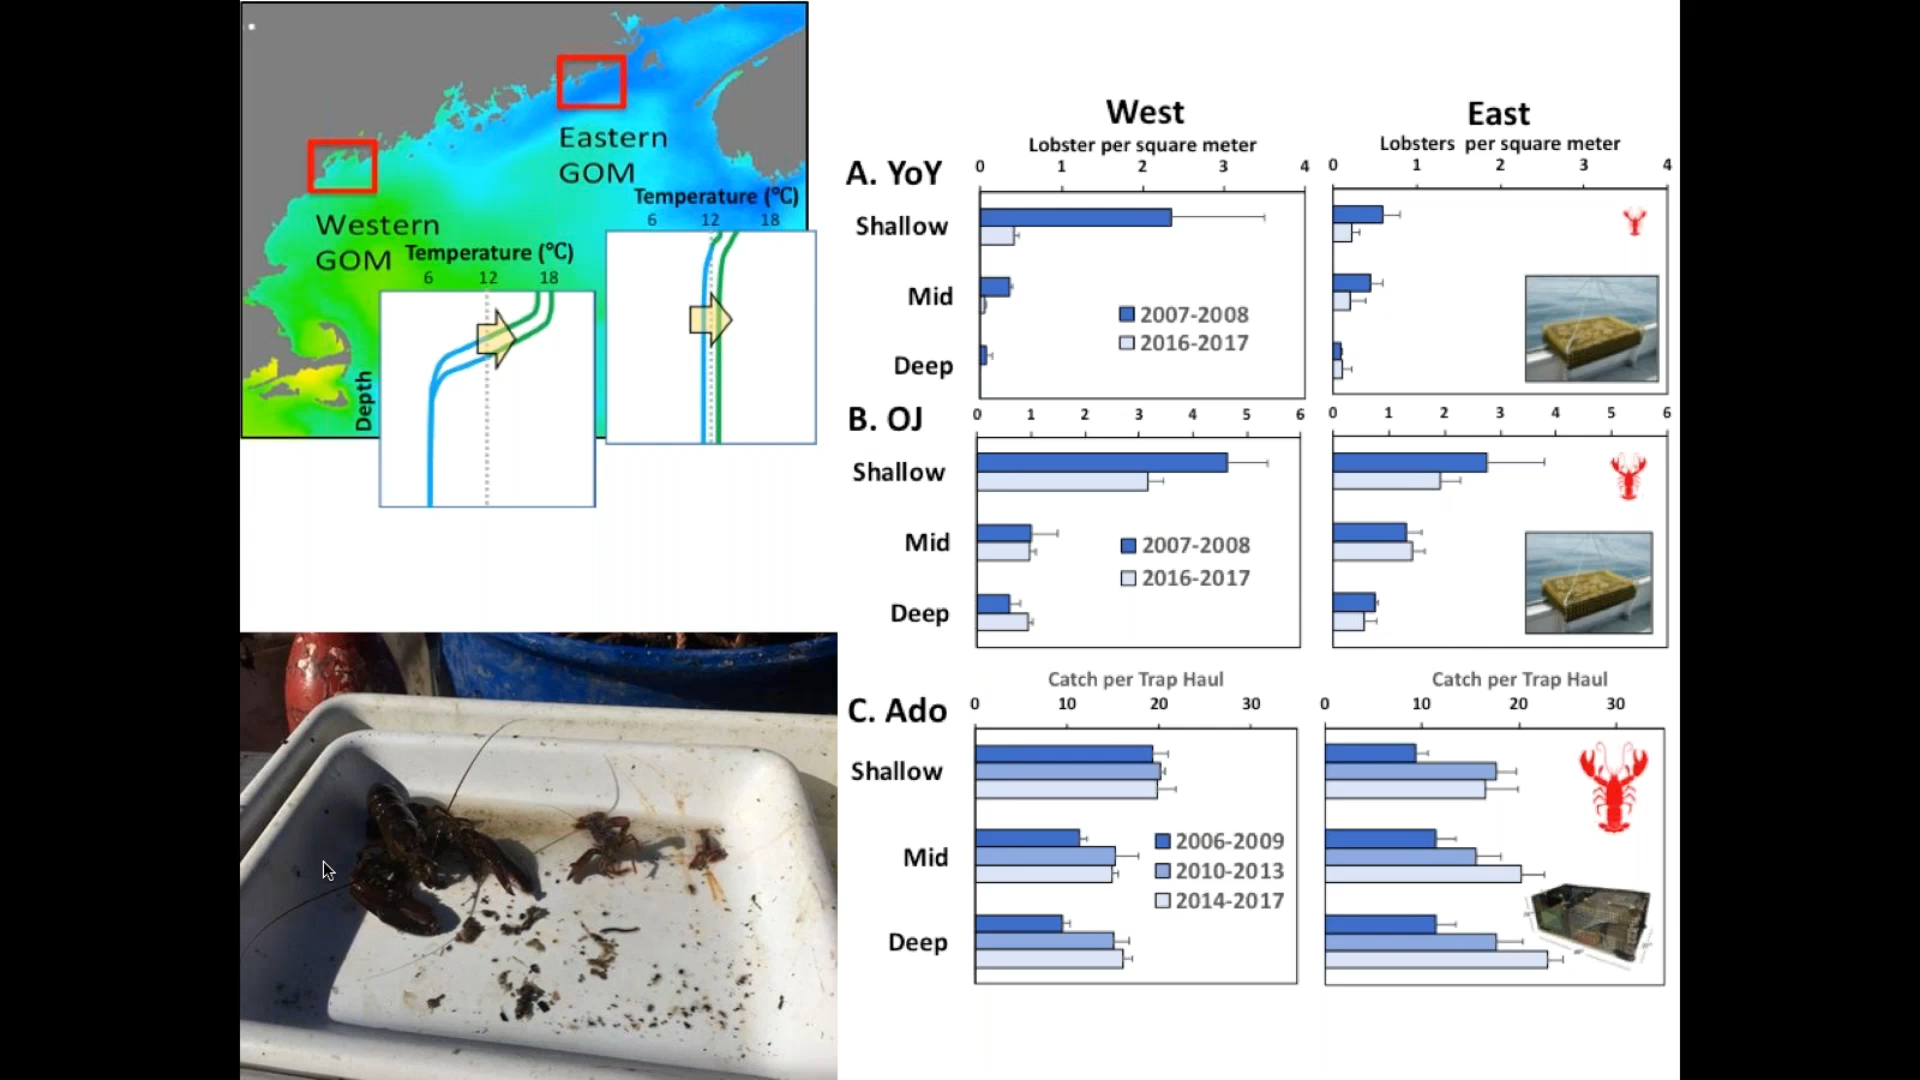 Eastern
GOM
Temperature (°C)
6 12 18
Western
GOM
Temperature (°C)
6 12 18
Depth
West
East
Lobster per square meter
Lobsters per square meter
A. YoY
0 1 2 3 4
0 1 2 3 4
Shallow
Mid
Deep
2007-2008
2016-2017
B. OJ
0 1 2 3 4 5 6
0 1 2 3 4 5 6
Shallow
Mid
Deep
2007-2008
2016-2017
Catch per Trap Haul
Catch per Trap Haul
C. Ado
0 10 20 30
0 10 20 30
Shallow
Mid
Deep
2006-2009
2010-2013
2014-2017